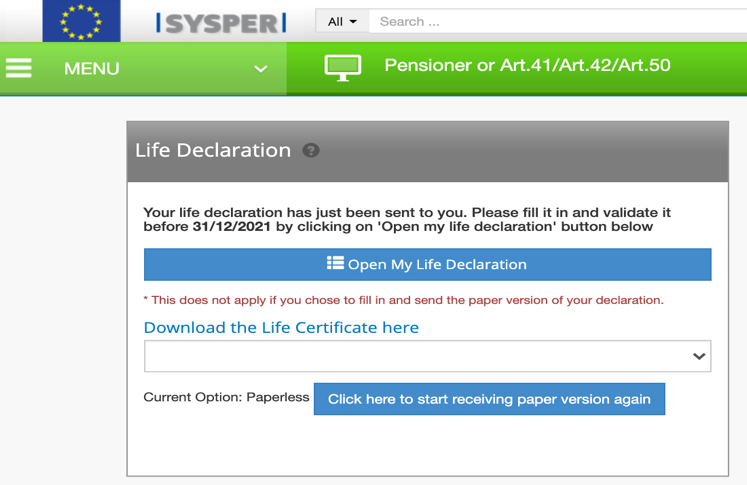 SYSPER
All
Search ...
MENU
Pensioner or Art.41/Art.42/Art.50
Life Declaration ?
Your life declaration has just been sent to you. Please fill it in and validate it
before 31/12/2021 by clicking on 'Open my life declaration' button below
Open My Life Declaration
* This does not apply if you chose to fill in and send the paper version of your declaration.
Download the Life Certificate here
Current Option: Paperless
Click here to start receiving paper version again